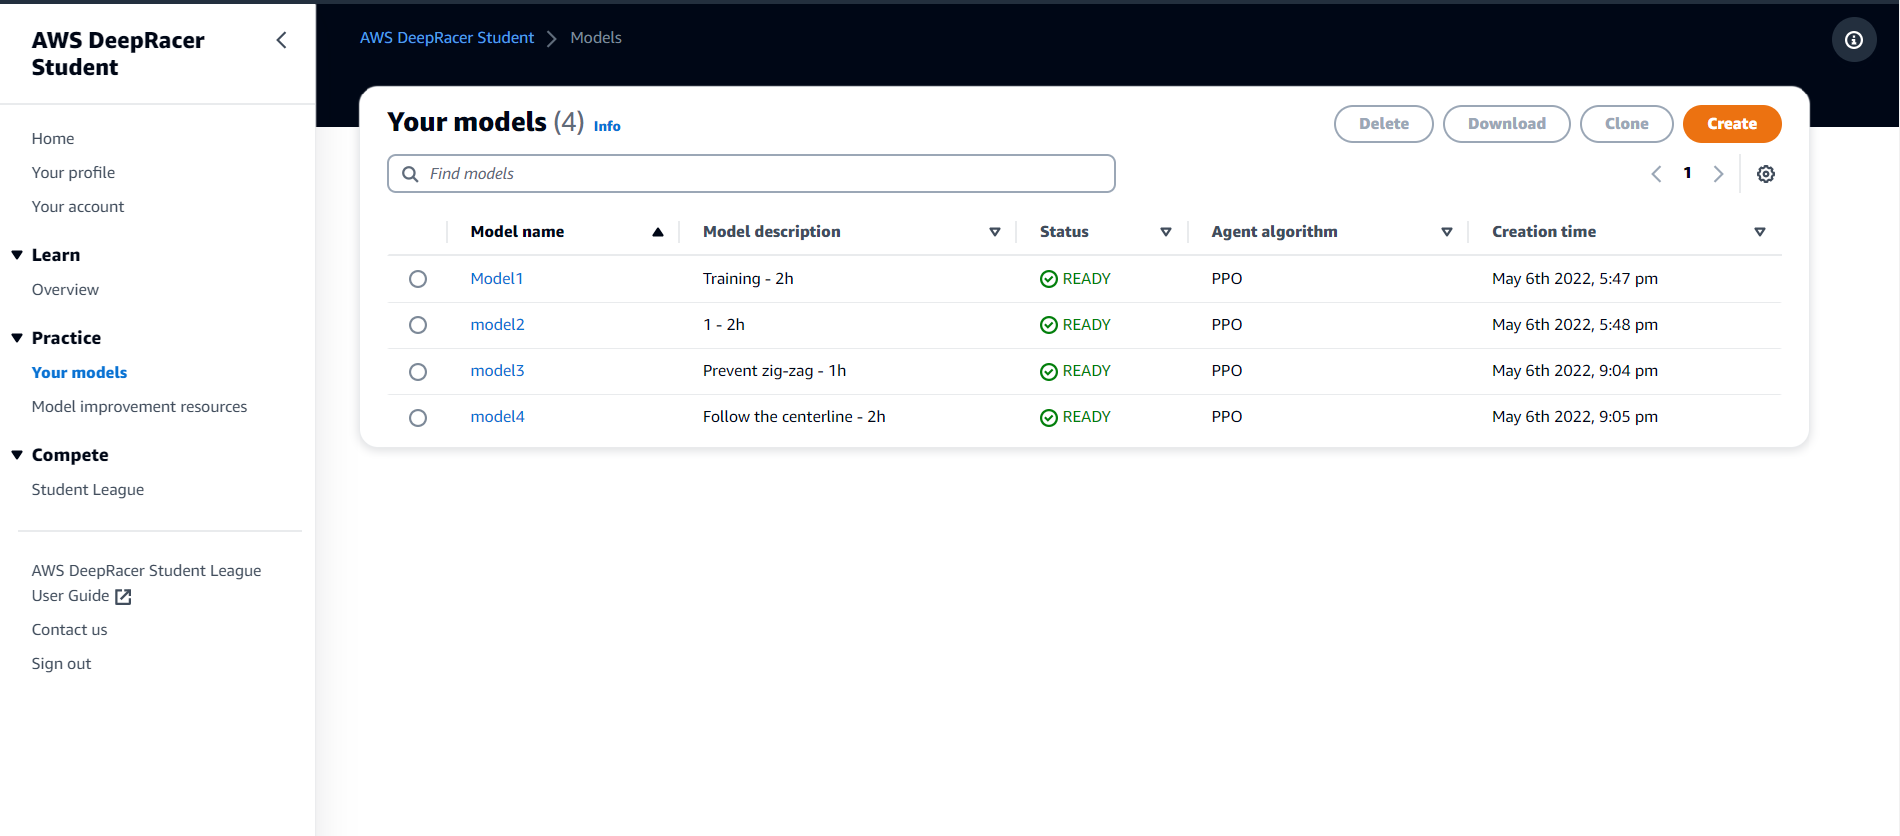 AWS DeepRacer
Student
Home
Your profile
Your account
Learn
Overview
Practice
Your models
Model improvement resources
Compete
Student League
AWS DeepRacer Student League
User Guide
Contact us
Sign out
AWS DeepRacer Student > Models
Your models (4) Info
Delete Download Clone Create
Find models
1
Model name Model description Status Agent algorithm Creation time
Model1 Training - 2h READY PPO May 6th 2022, 5:47 pm
model2 1 - 2h READY PPO May 6th 2022, 5:48 pm
model3 Prevent zig-zag - 1h READY PPO May 6th 2022, 9:04 pm
model4 Follow the centerline - 2h READY PPO May 6th 2022, 9:05 pm